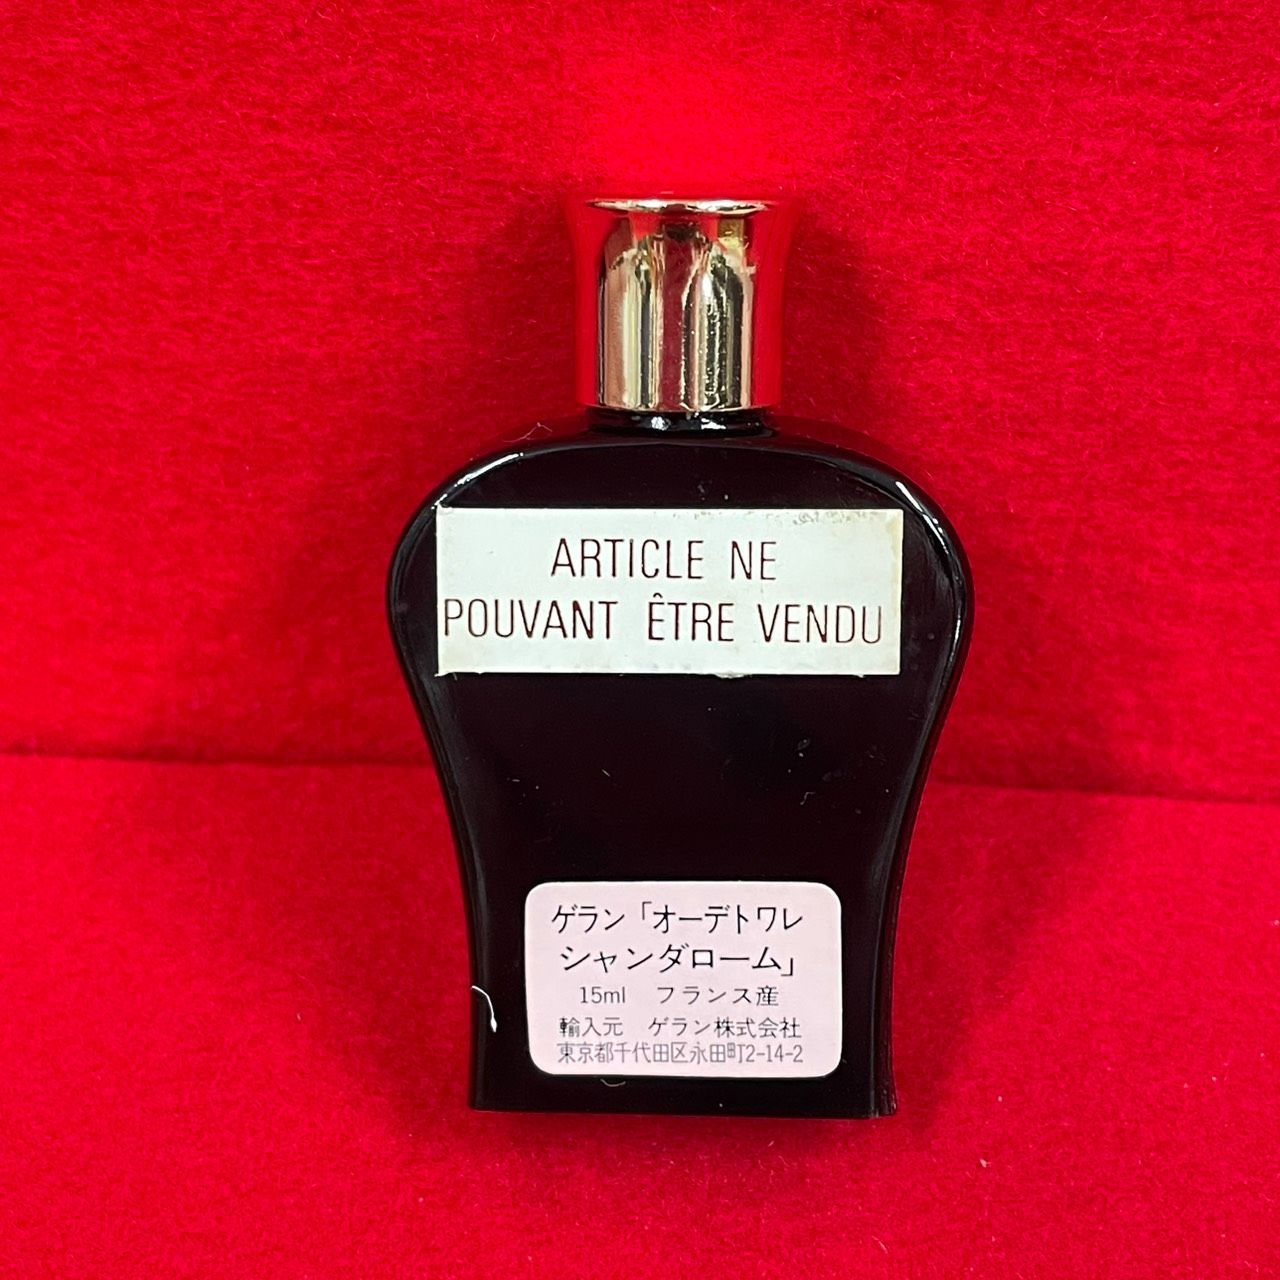 ARTICLE NE
POUVANT ÊTRE VENDU
ゲラン「オーデトワレ
シャンダローム」
15ml フランス産
輸入元 ゲラン株式会社
東京都千代田区永田町2-14-2